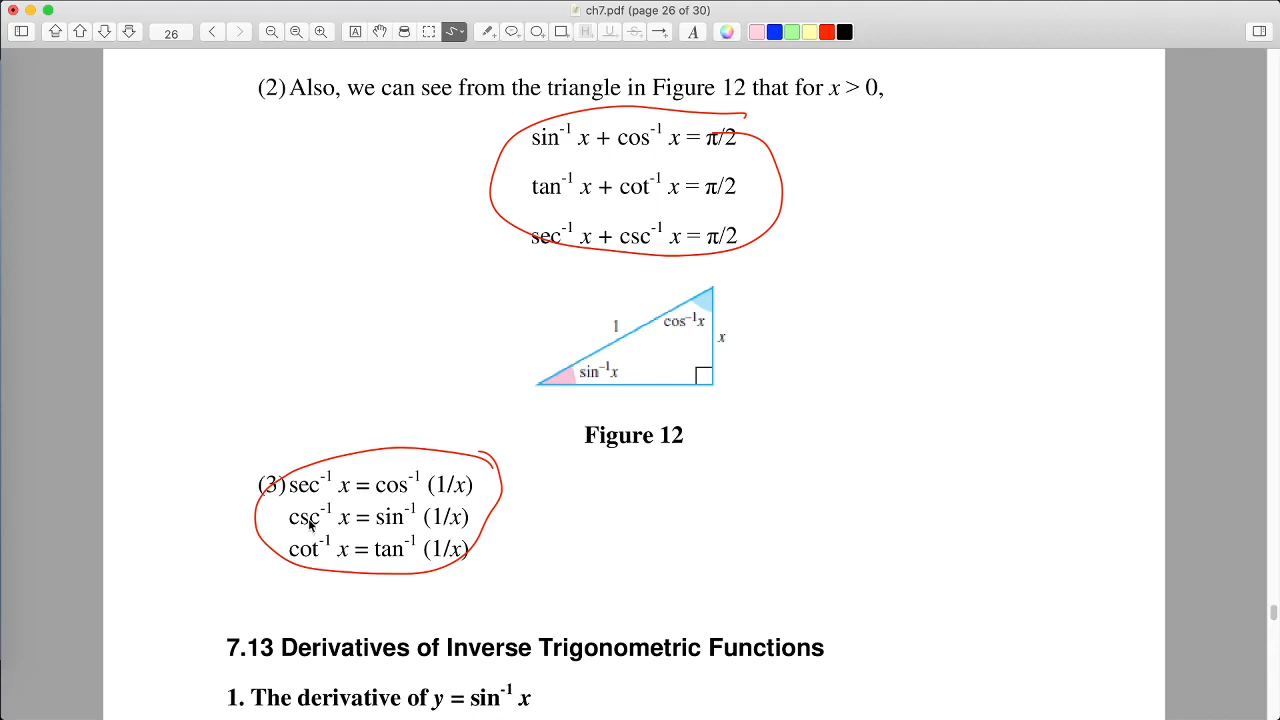 ch7.pdf (page 26 of 30)
26
(2) Also, we can see from the triangle in Figure 12 that for x > 0,
sin⁻¹ x + cos⁻¹ x = π/2
tan⁻¹ x + cot⁻¹ x = π/2
sec⁻¹ x + csc⁻¹ x = π/2
1
cos⁻¹x
x
sin⁻¹x
Figure 12
(3) sec⁻¹ x = cos⁻¹ (1/x)
csc⁻¹ x = sin⁻¹ (1/x)
cot⁻¹ x = tan⁻¹ (1/x)
7.13 Derivatives of Inverse Trigonometric Functions
1. The derivative of y = sin⁻¹ x